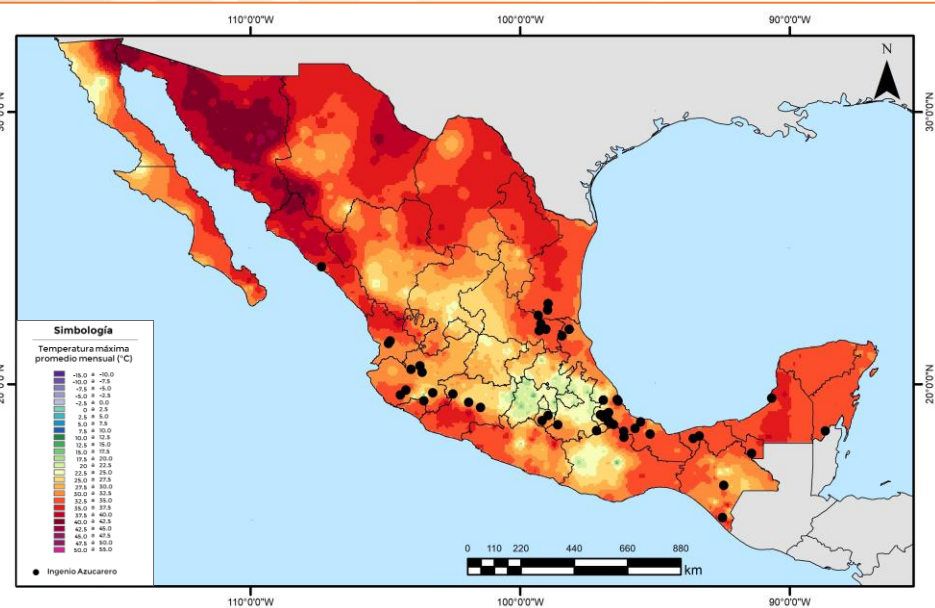 110°0'0"W 100°0'0"W 90°0'0"W
N
30°0'0"N 30°0'0"N
20°0'0"N 20°0'0"N
Simbología
Temperatura máxima
promedio mensual (°C)
-15.0 a -10.0
-10.0 a -7.5
-7.5 a -5.0
-5.0 a -2.5
-2.5 a 0.0
0 a 2.5
2.5 a 5.0
5.0 a 7.5
7.5 a 10.0
10.0 a 12.5
12.5 a 15.0
15.0 a 17.5
17.5 a 20.0
20 a 22.5
22.5 a 25.0
25.0 a 27.5
27.5 a 30.0
30.0 a 32.5
32.5 a 35.0
35.0 a 37.5
37.5 a 40.0
40.0 a 42.5
42.5 a 45.0
45.0 a 47.5
47.5 a 50.0
50.0 a 55.0
Ingenio Azucarero
0 110 220 440 660 880
km
110°0'0"W 100°0'0"W 90°0'0"W